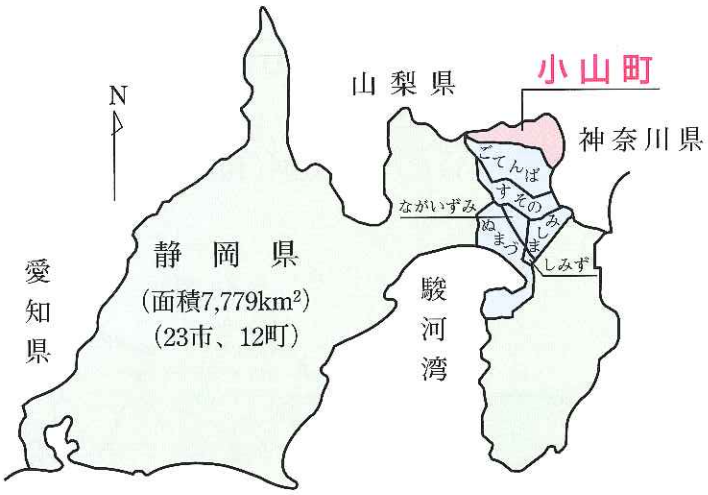 小山町
山梨県
N
神奈川県
ごてんば
すその
ながいずみ
みしま
ぬまづ
しみず
静岡県
(面積7,779km²)
(23市、12町)
愛知県
駿河湾